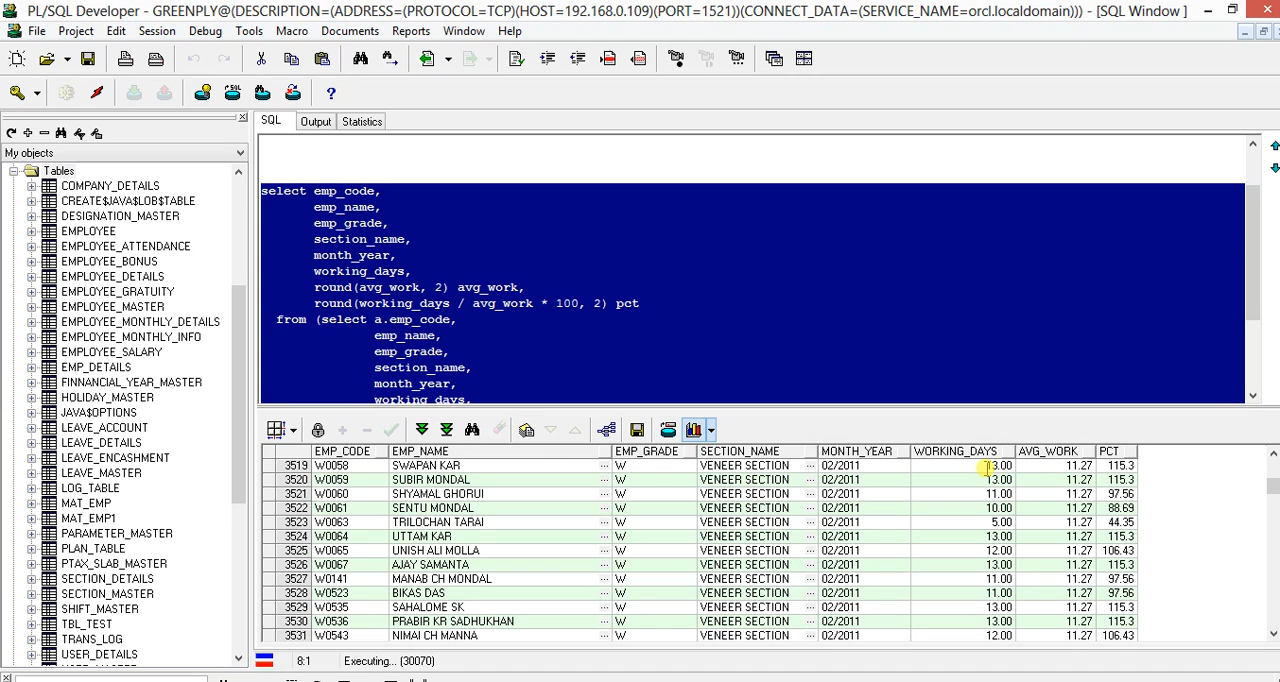 PL/SQL Developer - GREENPLY@(DESCRIPTION=(ADDRESS=(PROTOCOL=TCP)(HOST=192.168.0.109)(PORT=1521))(CONNECT_DATA=(SERVICE_NAME=orcl.localdomain))) - [SQL Window ]
File Project Edit Session Debug Tools Macro Documents Reports Window Help
SQL Output Statistics
My objects
Tables
COMPANY_DETAILS
CREATE$JAVA$LOB$TABLE
DESIGNATION_MASTER
EMPLOYEE
EMPLOYEE_ATTENDANCE
EMPLOYEE_BONUS
EMPLOYEE_DETAILS
EMPLOYEE_GRATUITY
EMPLOYEE_MASTER
EMPLOYEE_MONTHLY_DETAILS
EMPLOYEE_MONTHLY_INFO
EMPLOYEE_SALARY
EMP_DETAILS
FINNANCIAL_YEAR_MASTER
HOLIDAY_MASTER
JAVA$OPTIONS
LEAVE_ACCOUNT
LEAVE_DETAILS
LEAVE_ENCASHMENT
LEAVE_MASTER
LOG_TABLE
MAT_EMP
MAT_EMP1
PARAMETER_MASTER
PLAN_TABLE
PTAX_SLAB_MASTER
SECTION_DETAILS
SECTION_MASTER
SHIFT_MASTER
TBL_TEST
TRANS_LOG
USER_DETAILS
select emp_code,
emp_name,
emp_grade,
section_name,
month_year,
working_days,
round(avg_work, 2) avg_work,
round(working_days / avg_work * 100, 2) pct
from (select a.emp_code,
emp_name,
emp_grade,
section_name,
month_year,
working_days,
EMP_CODE EMP_NAME EMP_GRADE SECTION_NAME MONTH_YEAR WORKING_DAYS AVG_WORK PCT
3519 W0058 SWAPAN KAR ... W VENEER SECTION ... 02/2011 13.00 11.27 115.3
3520 W0059 SUBIR MONDAL ... W VENEER SECTION ... 02/2011 13.00 11.27 115.3
3521 W0060 SHYAMAL GHORUI ... W VENEER SECTION ... 02/2011 11.00 11.27 97.56
3522 W0061 SENTU MONDAL ... W VENEER SECTION ... 02/2011 10.00 11.27 88.69
3523 W0063 TRILOCHAN TARAI ... W VENEER SECTION ... 02/2011 5.00 11.27 44.35
3524 W0064 UTTAM KAR ... W VENEER SECTION ... 02/2011 13.00 11.27 115.3
3525 W0065 UNISH ALI MOLLA ... W VENEER SECTION ... 02/2011 12.00 11.27 106.43
3526 W0067 AJAY SAMANTA ... W VENEER SECTION ... 02/2011 13.00 11.27 115.3
3527 W0141 MANAB CH MONDAL ... W VENEER SECTION ... 02/2011 11.00 11.27 97.56
3528 W0523 BIKAS DAS ... W VENEER SECTION ... 02/2011 11.00 11.27 97.56
3529 W0535 SAHALOME SK ... W VENEER SECTION ... 02/2011 13.00 11.27 115.3
3530 W0536 PRABIR KR SADHUKHAN ... W VENEER SECTION ... 02/2011 13.00 11.27 115.3
3531 W0543 NIMAI CH MANNA ... W VENEER SECTION ... 02/2011 12.00 11.27 106.43
8:1 Executing... (30070)